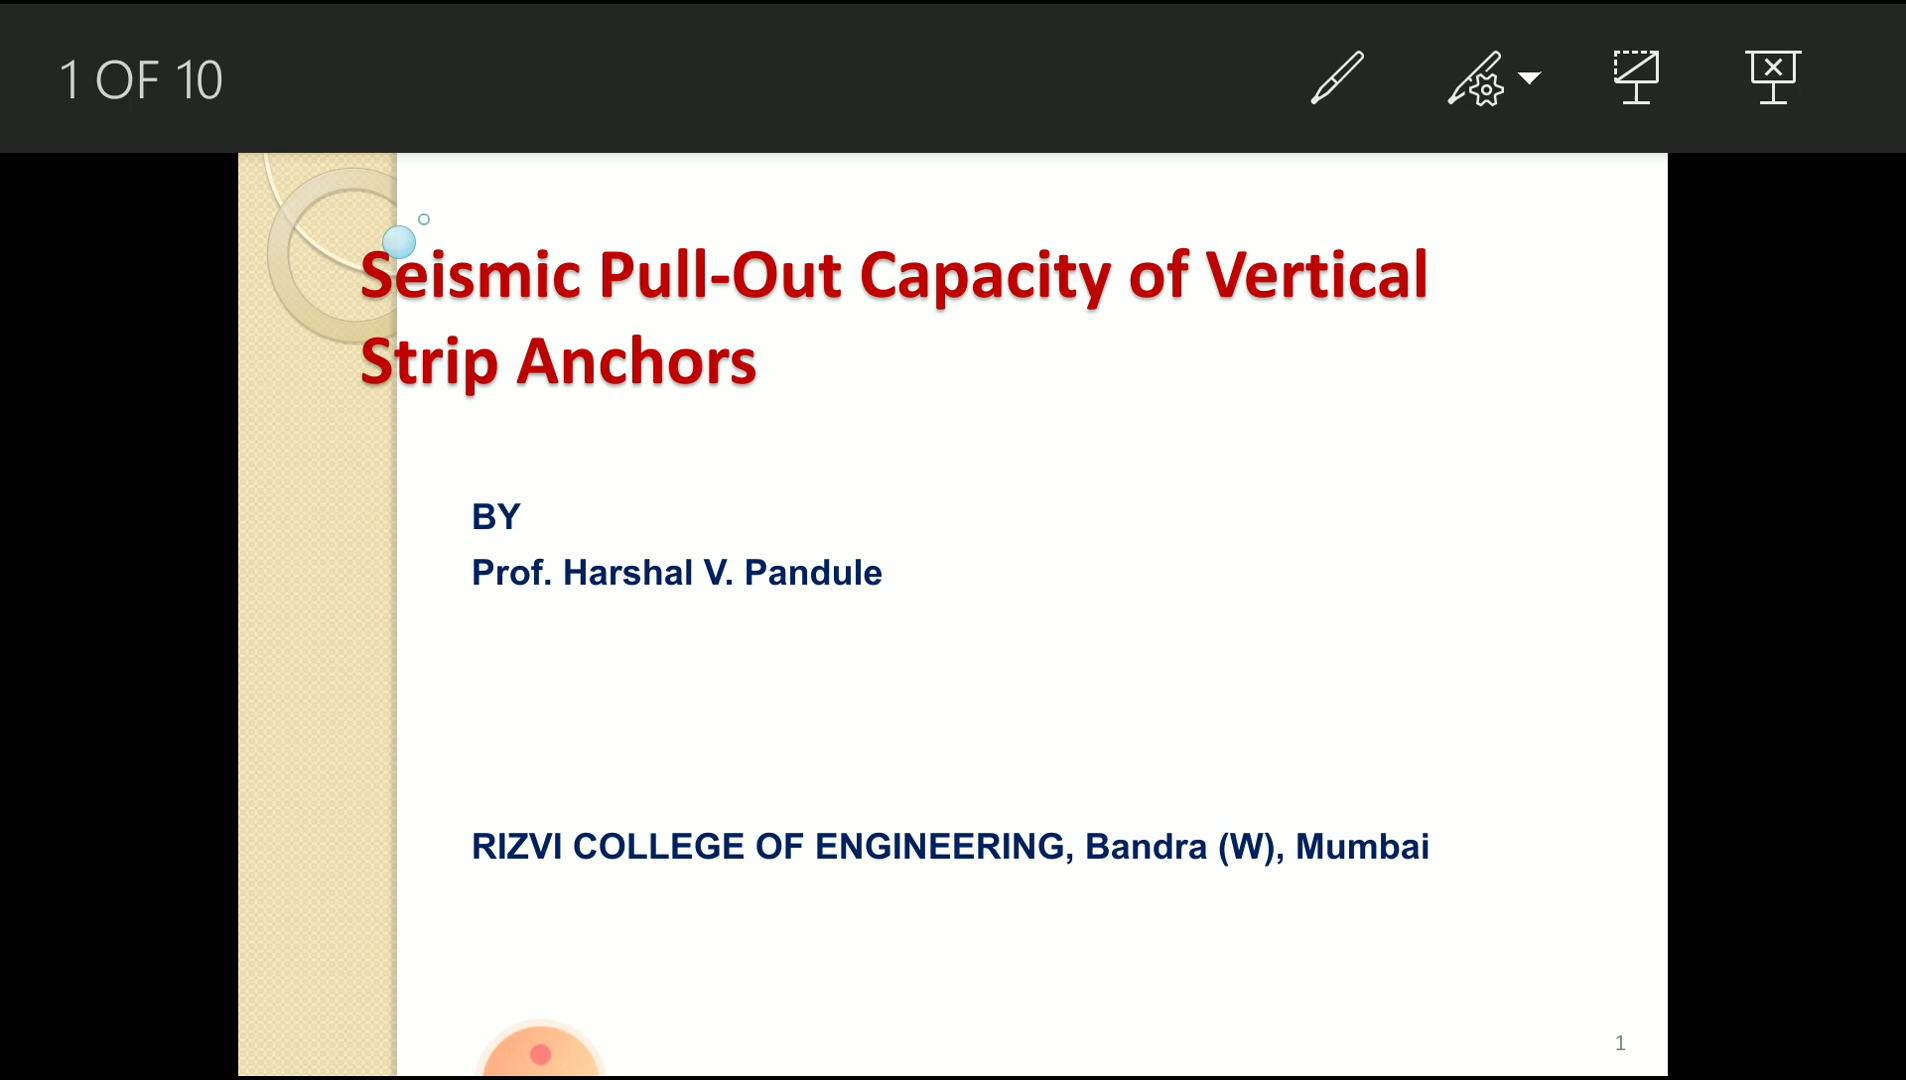 1 OF 10
Seismic Pull-Out Capacity of Vertical
Strip Anchors
BY
Prof. Harshal V. Pandule
RIZVI COLLEGE OF ENGINEERING, Bandra (W), Mumbai
1